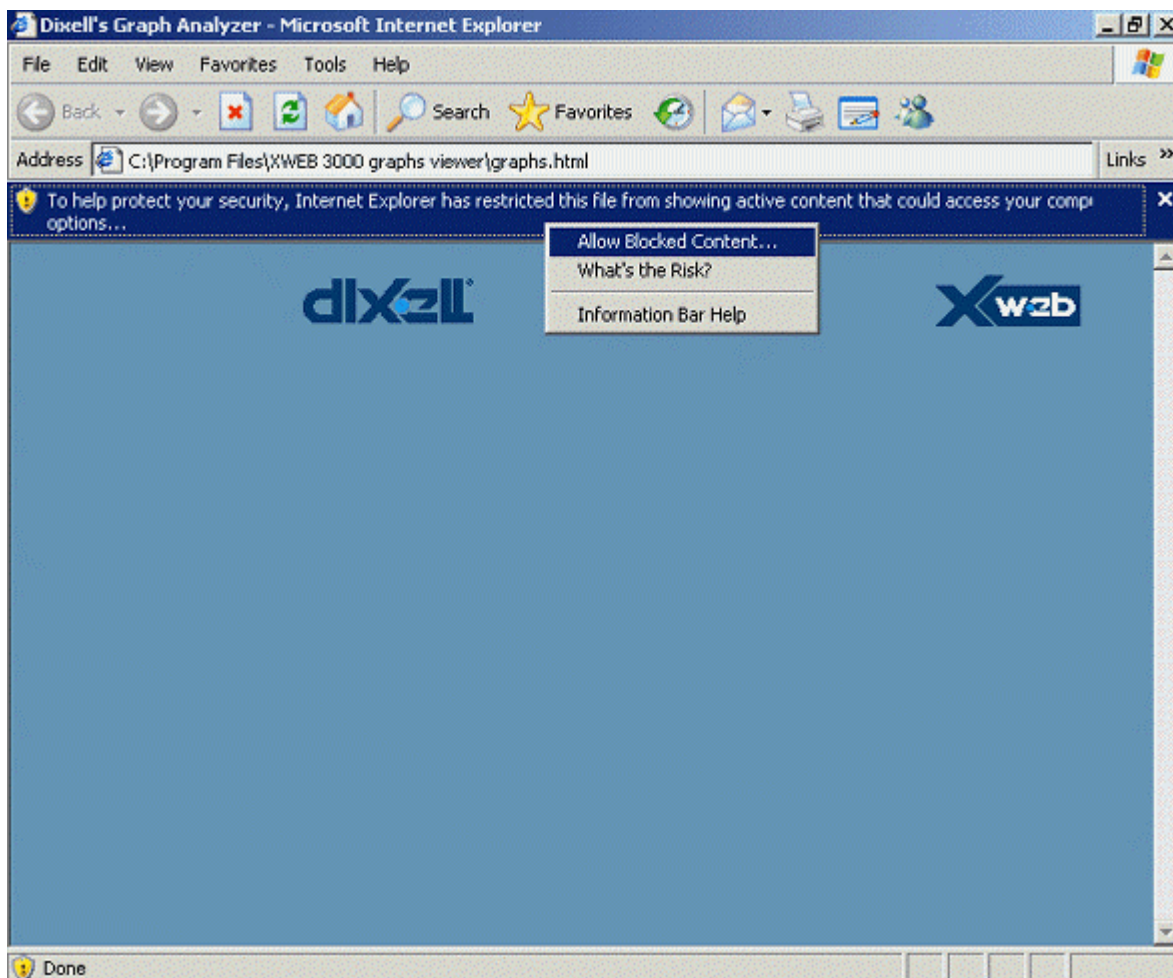 Dixell's Graph Analyzer - Microsoft Internet Explorer
File Edit View Favorites Tools Help
Back Search Favorites
Address C:\Program Files\XWEB 3000 graphs viewer\graphs.html Links »
To help protect your security, Internet Explorer has restricted this file from showing active content that could access your compu
options...
Allow Blocked Content...
What's the Risk?
Information Bar Help
dixell
Xweb
Done